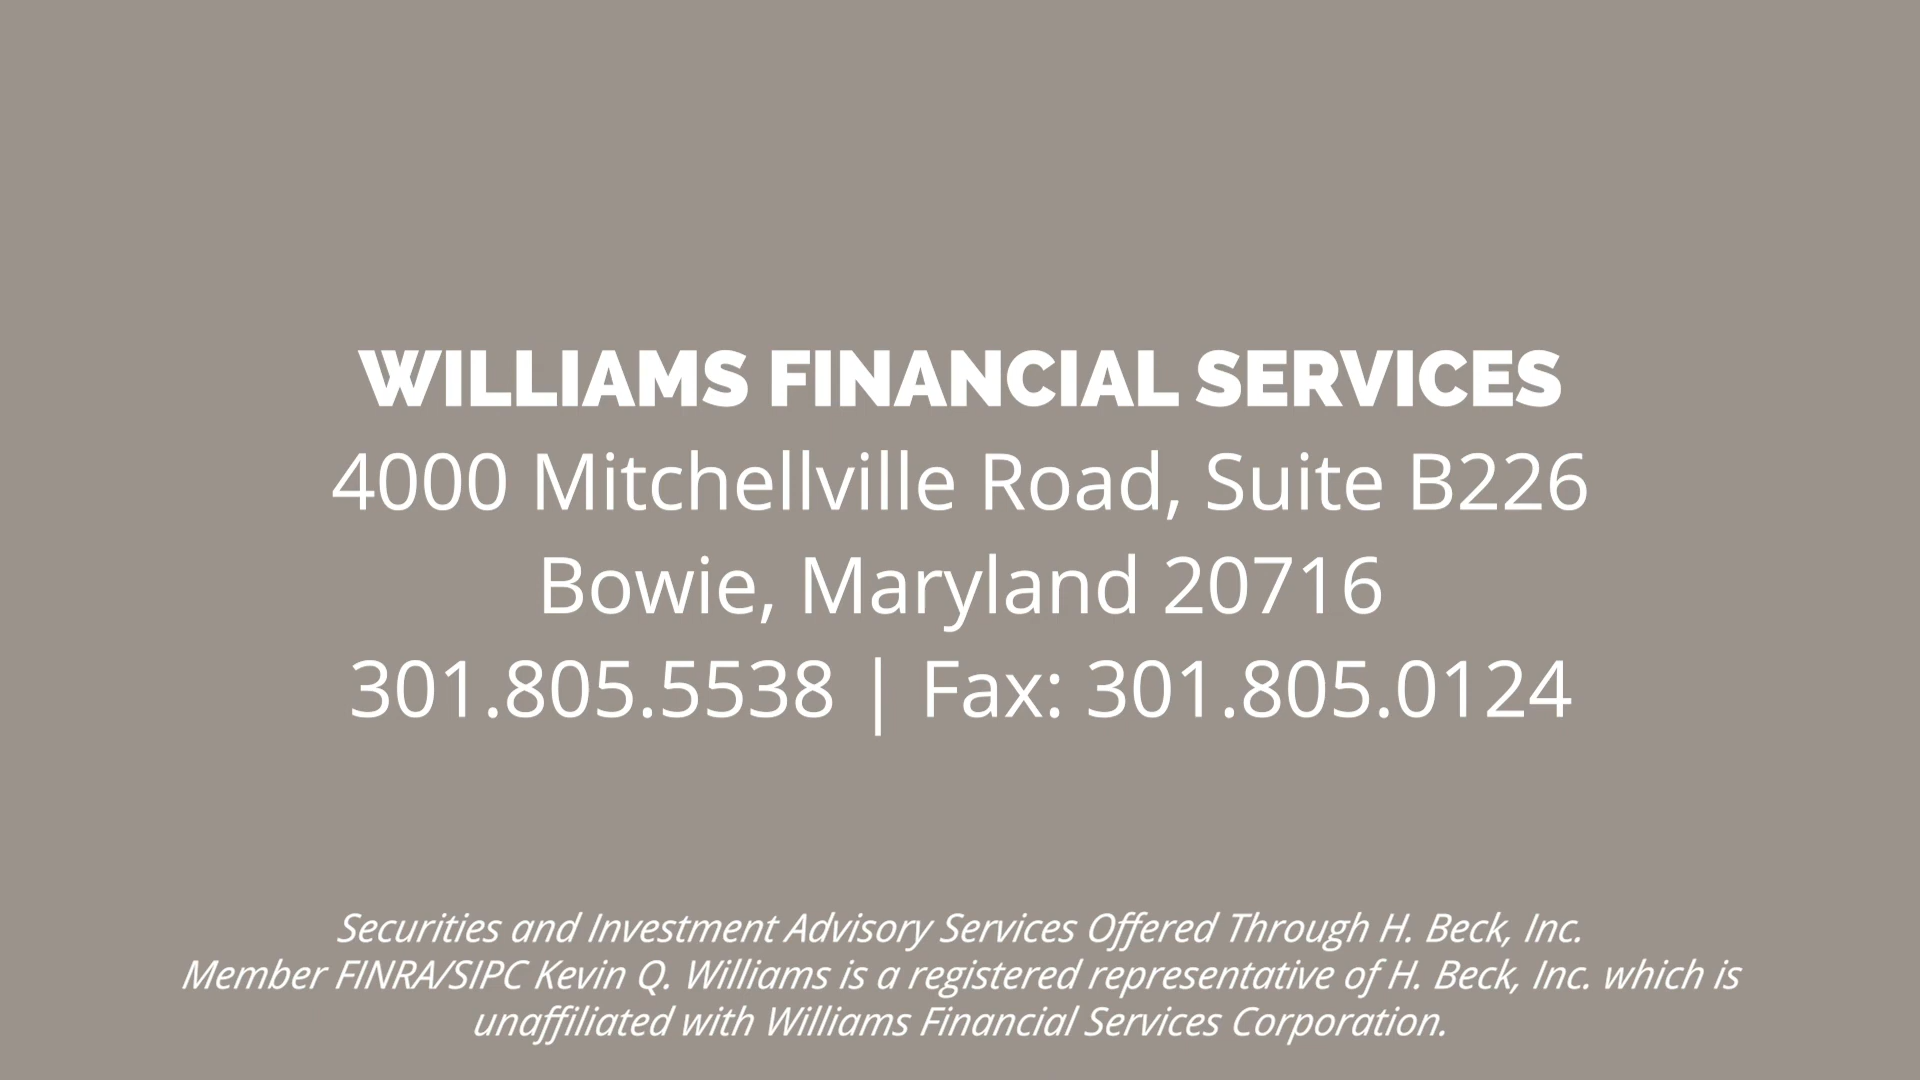 WILLIAMS FINANCIAL SERVICES
4000 Mitchellville Road, Suite B226
Bowie, Maryland 20716
301.805.5538 | Fax: 301.805.0124
Securities and Investment Advisory Services Offered Through H. Beck, Inc.
Member FINRA/SIPC Kevin Q. Williams is a registered representative of H. Beck, Inc. which is
unaffiliated with Williams Financial Services Corporation.